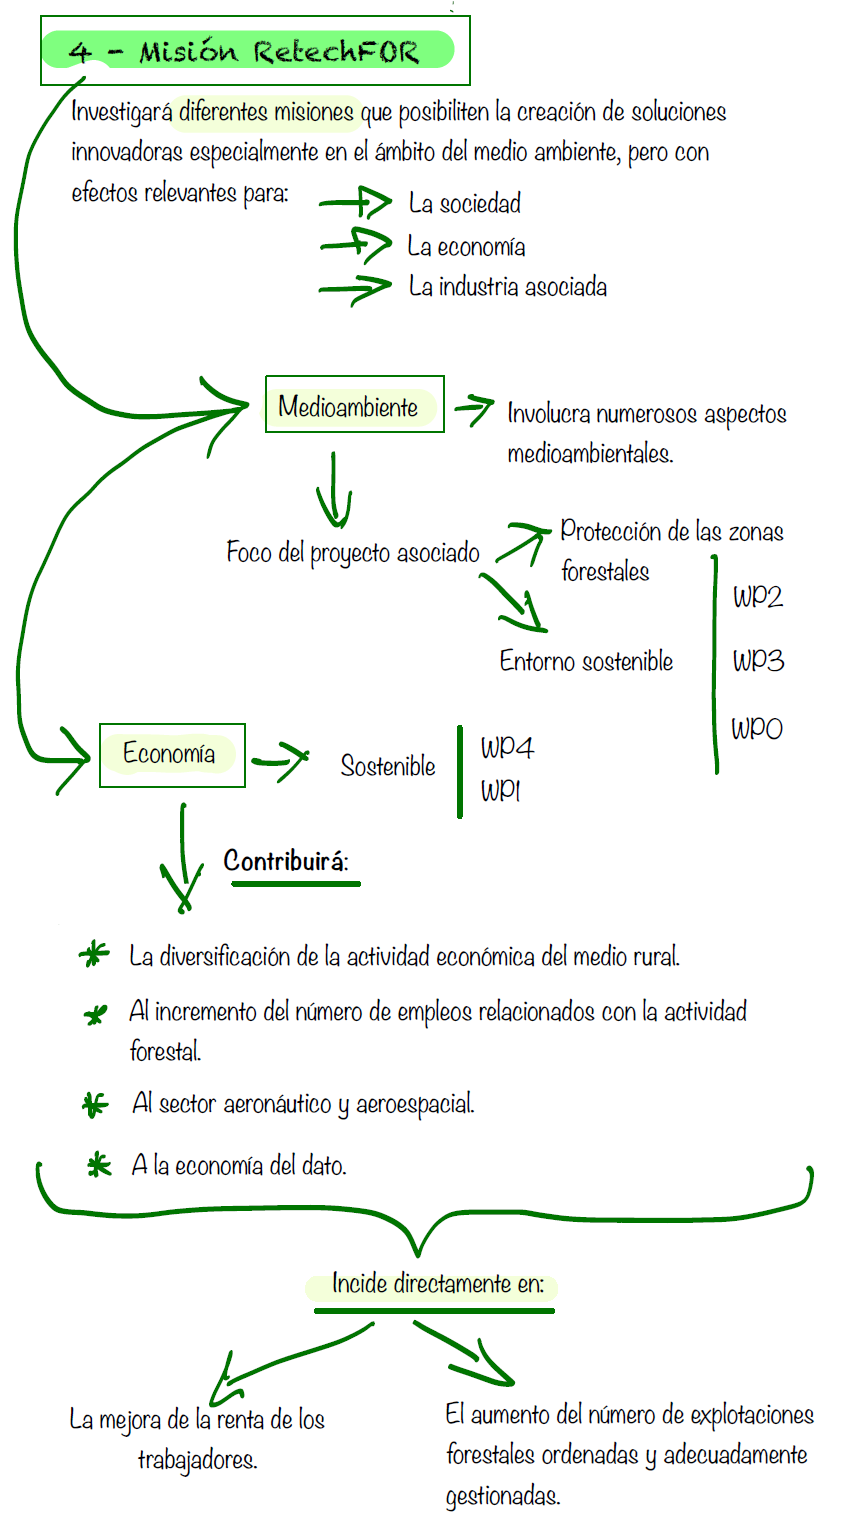 4 - Misión RetechFOR
Investigará diferentes misiones que posibiliten la creación de soluciones
innovadoras especialmente en el ámbito del medio ambiente, pero con
efectos relevantes para:
La sociedad
La economía
La industria asociada
Medioambiente
Involucra numerosos aspectos
medioambientales.
Foco del proyecto asociado
Protección de las zonas
forestales
Entorno sostenible
WP2
WP3
WP0
Economía
Sostenible
WP4
WP1
Contribuirá:
La diversificación de la actividad económica del medio rural.
Al incremento del número de empleos relacionados con la actividad
forestal.
Al sector aeronáutico y aeroespacial.
A la economía del dato.
Incide directamente en:
La mejora de la renta de los
trabajadores.
El aumento del número de explotaciones
forestales ordenadas y adecuadamente
gestionadas.